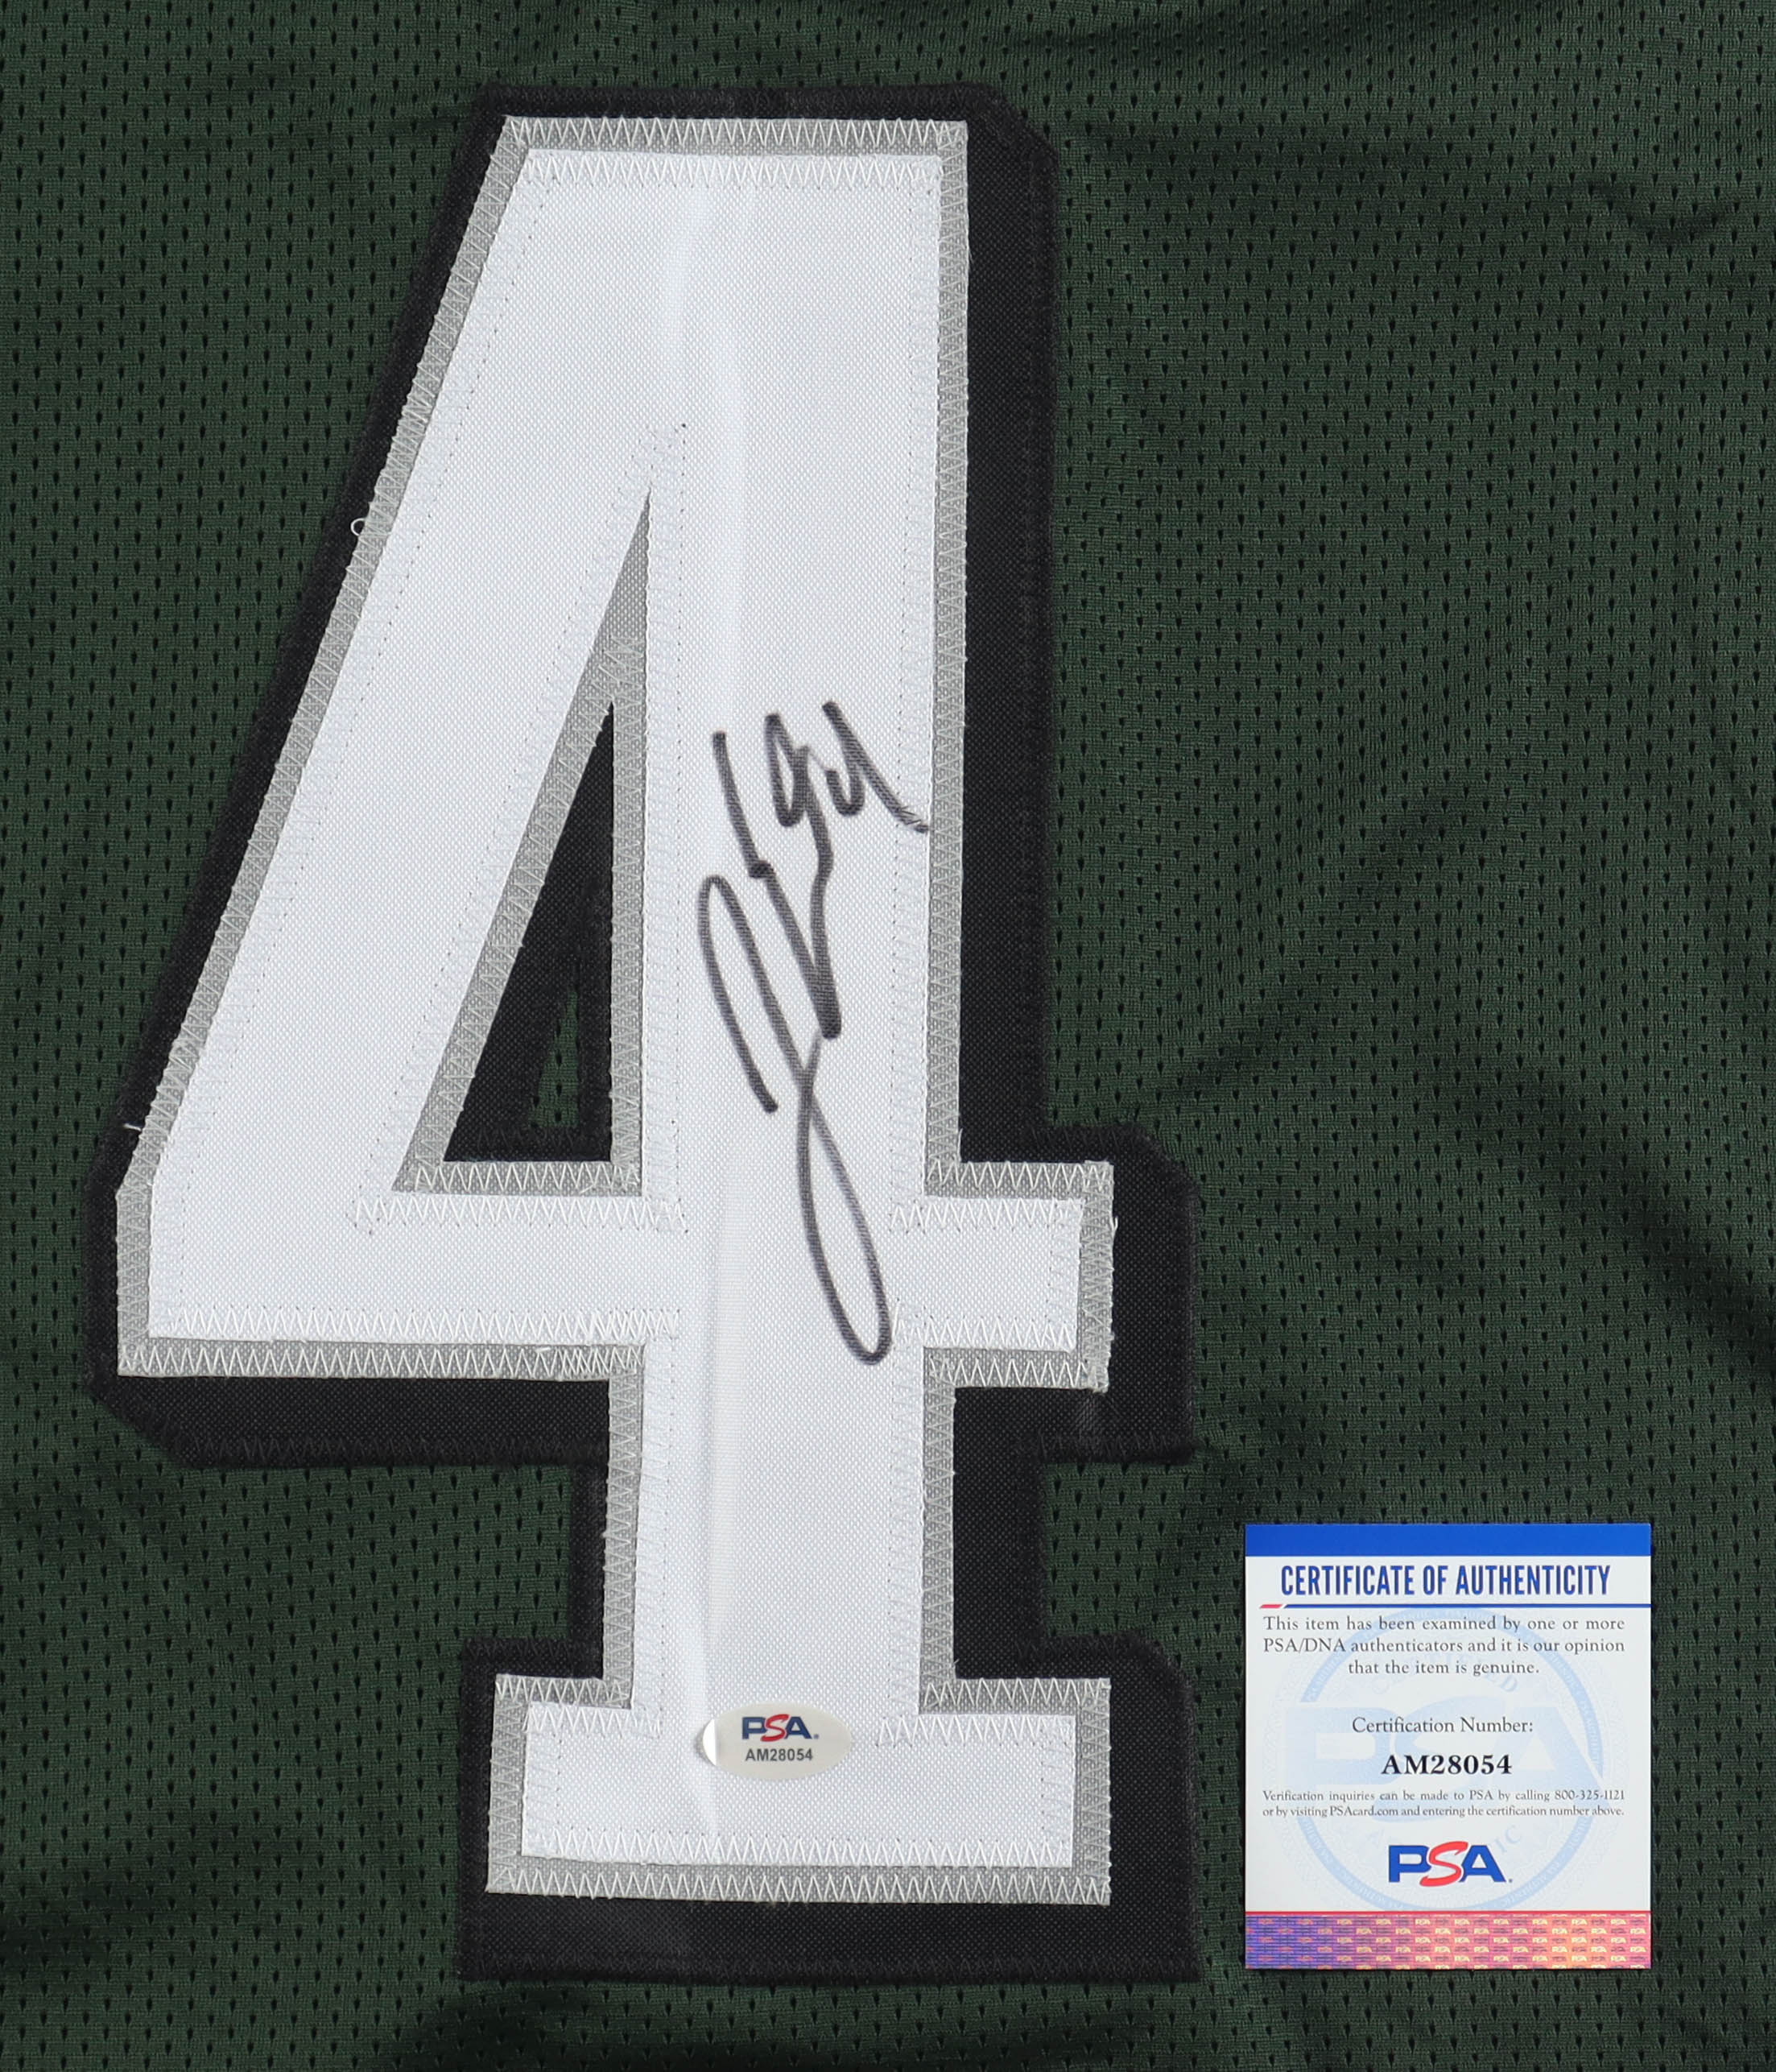 4
PSA
AM28054
CERTIFICATE OF AUTHENTICITY
This item has been examined by one or more
PSA/DNA authenticators and it is our opinion
that the item is genuine.
Certification Number:
AM28054
Verification inquiries can be made to PSA by calling 800-325-1121
or by visiting PSAcard.com and entering the certification number above.
PSA